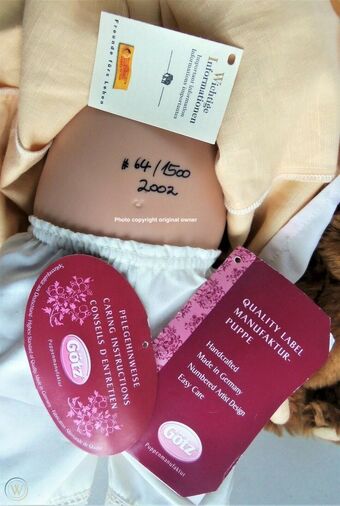 Freunde fürs Leben
Wichtige
Informationen
Important information
Informations importantes
# 64/1500
2002
Photo copyright original owner
PFLEGEHINWEISE
CARING INSTRUCTIONS
CONSEILS D'ENTRETIEN
GÖTZ
Puppenmanufaktur
QUALITY LABEL
MANUFAKTUR-
PUPPE
Handcrafted
Made in Germany
Numbered Artist Design
Easy Care
GÖTZ
Puppenmanufaktur